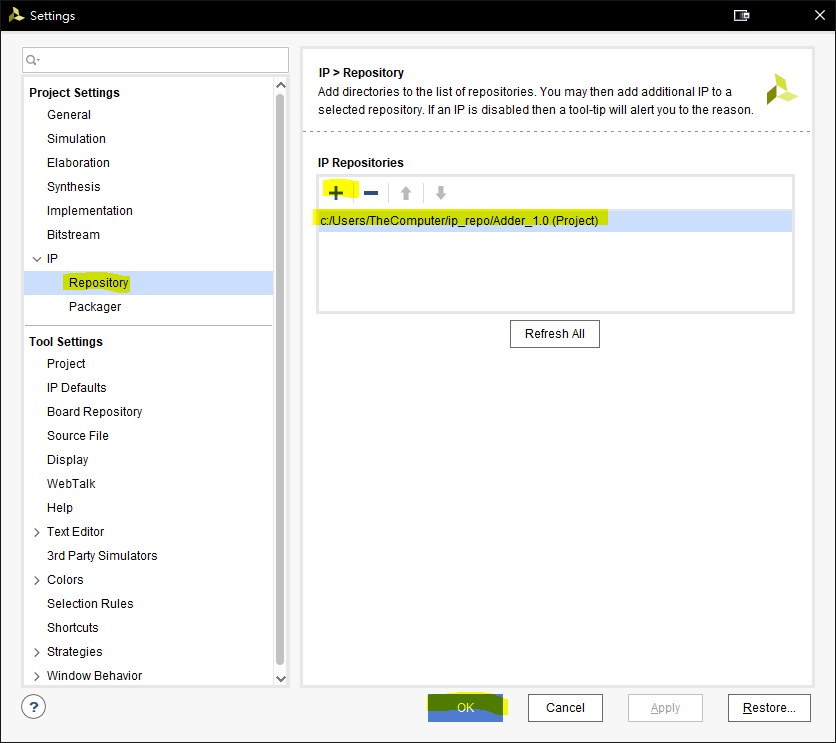 Settings
Project Settings
General
Simulation
Elaboration
Synthesis
Implementation
Bitstream
IP
Repository
Packager
Tool Settings
Project
IP Defaults
Board Repository
Source File
Display
WebTalk
Help
Text Editor
3rd Party Simulators
Colors
Selection Rules
Shortcuts
Strategies
Window Behavior
IP > Repository
Add directories to the list of repositories. You may then add additional IP to a
selected repository. If an IP is disabled then a tool-tip will alert you to the reason.
IP Repositories
c:/Users/TheComputer/ip_repo/Adder_1.0 (Project)
Refresh All
?
OK
Cancel
Apply
Restore...